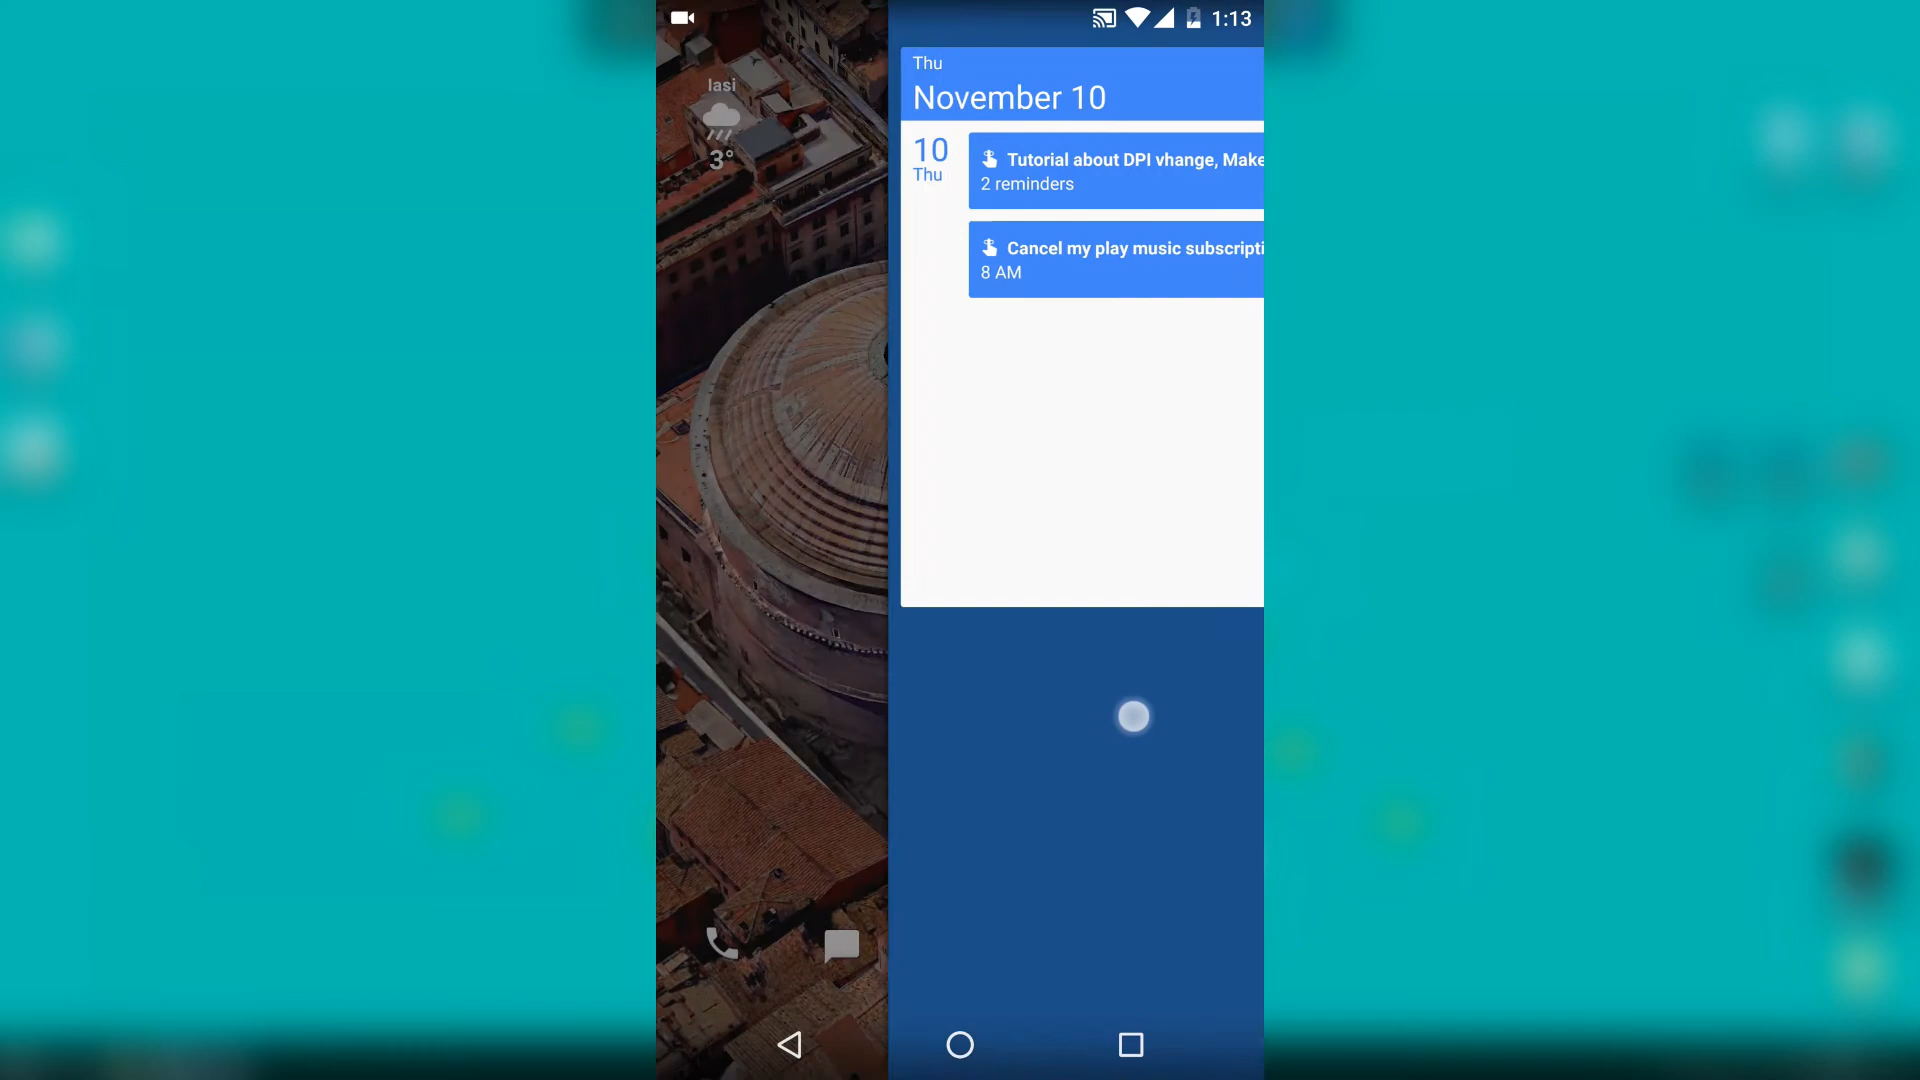 1:13
Iasi
3°
Thu
November 10
10
Thu
Tutorial about DPI vhange, Make
2 reminders
Cancel my play music subscripti
8 AM